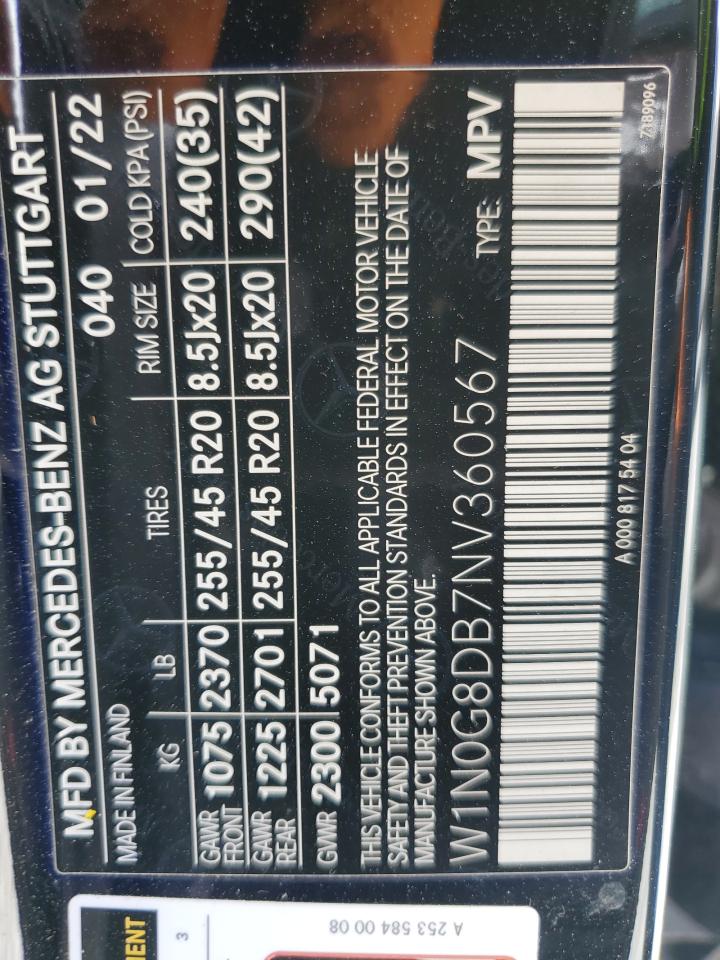 MFD BY MERCEDES-BENZ AG STUTTGART
MADE IN FINLAND 040 01/22
KG LB TIRES RIM SIZE COLD KPA(PSI)
GAWR FRONT 1075 2370 255/45 R20 8.5Jx20 240(35)
GAWR REAR 1225 2701 255/45 R20 8.5Jx20 290(42)
GVWR 2300 5071
THIS VEHICLE CONFORMS TO ALL APPLICABLE FEDERAL MOTOR VEHICLE
SAFETY AND THEFT PREVENTION STANDARDS IN EFFECT ON THE DATE OF
MANUFACTURE SHOWN ABOVE.
W1N0G8DB7NV360567 TYPE: MPV
A 000 817 54 04
7389096
A 253 584 00 08
3